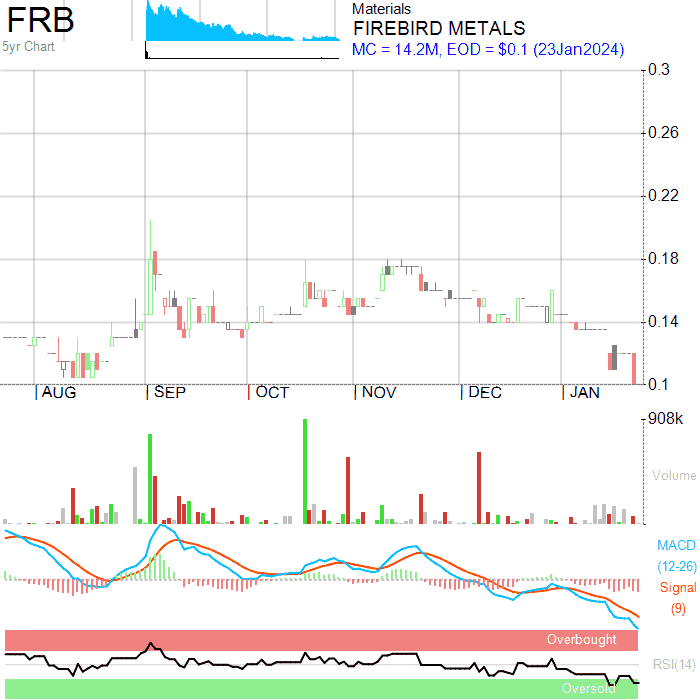 FRB
5yr Chart
Materials
FIREBIRD METALS
MC = 14.2M, EOD = $0.1 (23Jan2024)
0.3
0.26
0.22
0.18
0.14
0.1
AUG SEP OCT NOV DEC JAN
908k
Volume
MACD
(12-26)
Signal
(9)
Overbought
RSI(14)
Oversold